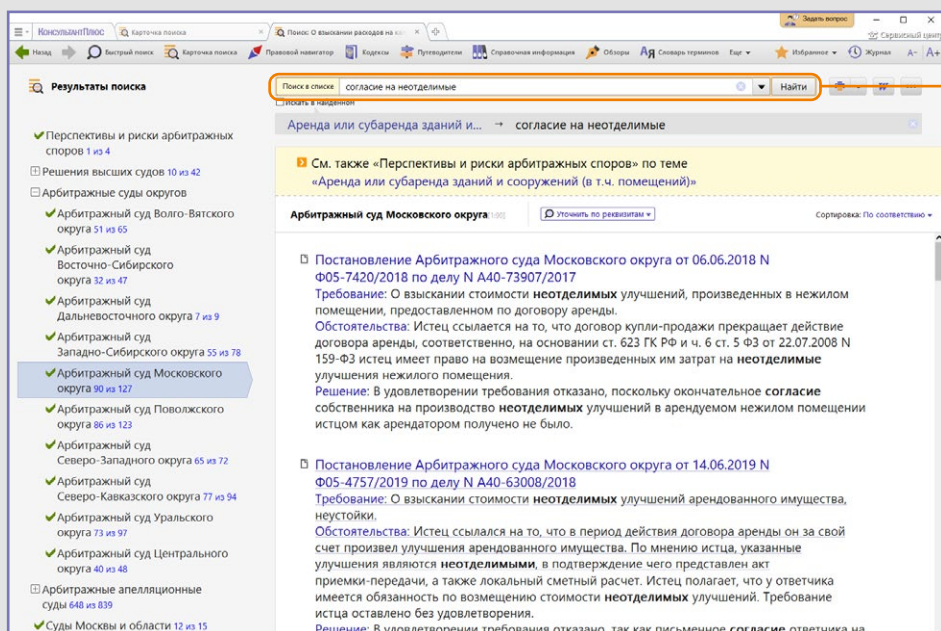 Задать вопрос
КонсультантПлюс
Карточка поиска
Поиск: О взыскании расходов на кап
Сервисный цент
Назад
Быстрый поиск
Карточка поиска
Правовой навигатор
Кодексы
Путеводители
Справочная информация
Обзоры
Словарь терминов
Еще
Избранное
Журнал
А-
А+
Результаты поиска
Поиск в списке
согласие на неотделимые
Найти
Искать в найденном
Аренда или субаренда зданий и... → согласие на неотделимые
Перспективы и риски арбитражных
споров 1 из 4
Решения высших судов 10 из 42
Арбитражные суды округов
Арбитражный суд Волго-Вятского
округа 51 из 65
Арбитражный суд
Восточно-Сибирского
округа 32 из 47
Арбитражный суд
Дальневосточного округа 7 из 9
Арбитражный суд
Западно-Сибирского округа 55 из 78
Арбитражный суд Московского
округа 90 из 127
Арбитражный суд Поволжского
округа 86 из 123
Арбитражный суд
Северо-Западного округа 65 из 72
Арбитражный суд
Северо-Кавказского округа 77 из 94
Арбитражный суд Уральского
округа 73 из 97
Арбитражный суд Центрального
округа 40 из 48
Арбитражные апелляционные
суды 648 из 839
Суды Москвы и области 12 из 15
См. также «Перспективы и риски арбитражных споров» по теме
«Аренда или субаренда зданий и сооружений (в т.ч. помещений)»
Арбитражный суд Московского округа [1:90]
Уточнить по реквизитам
Сортировка: По соответствию
Постановление Арбитражного суда Московского округа от 06.06.2018 N
Ф05-7420/2018 по делу N А40-73907/2017
Требование: О взыскании стоимости неотделимых улучшений, произведенных в нежилом
помещении, предоставленном по договору аренды.
Обстоятельства: Истец ссылается на то, что договор купли-продажи прекращает действие
договора аренды, соответственно, на основании ст. 623 ГК РФ и ч. 6 ст. 5 ФЗ от 22.07.2008 N
159-ФЗ истец имеет право на возмещение произведенных им затрат на неотделимые
улучшения нежилого помещения.
Решение: В удовлетворении требования отказано, поскольку окончательное согласие
собственника на производство неотделимых улучшений в арендуемом нежилом помещении
истцом как арендатором получено не было.
Постановление Арбитражного суда Московского округа от 14.06.2019 N
Ф05-4757/2019 по делу N А40-63008/2018
Требование: О взыскании стоимости неотделимых улучшений арендованного имущества,
неустойки.
Обстоятельства: Истец ссылался на то, что в период действия договора аренды он за свой
счет произвел улучшения арендованного имущества. По мнению истца, указанные
улучшения являются неотделимыми, в подтверждение чего представлен акт
приемки-передачи, а также локальный сметный расчет. Истец полагает, что у ответчика
имеется обязанность по возмещению стоимости неотделимых улучшений. Требование
истца оставлено без удовлетворения.
Решение: В удовлетворении требования отказано, так как письменное согласие ответчика на